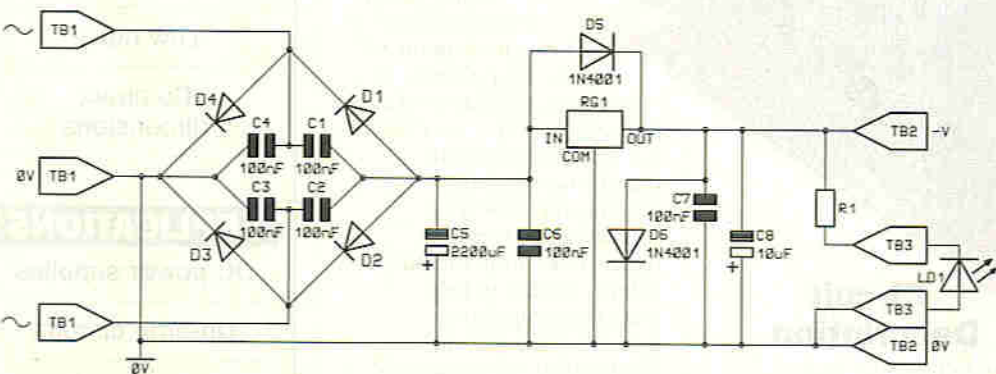 ~ TB1
0V TB1
~ TB1
D4
D1
C4
C1
100nF
100nF
C3
C2
100nF
100nF
D3
D2
0V
C5
2200uF
+
C6
100nF
D5
1N4001
RG1
IN
OUT
COM
D6
1N4001
C7
100nF
C8
10uF
+
R1
TB2 -V
TB3
LD1
TB3
TB2 0V